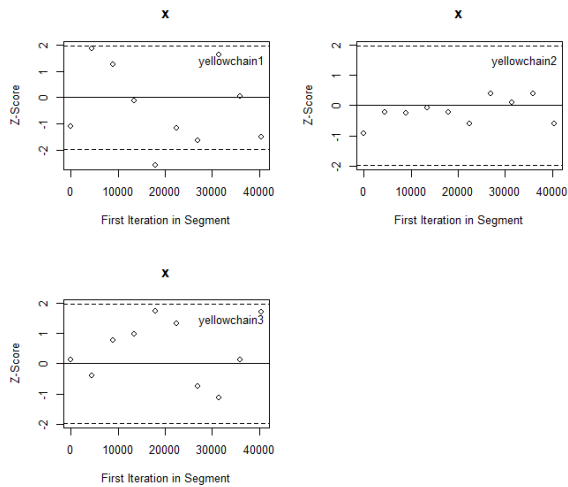 x
2
1
0
-1
-2
Z-Score
yellowchain1
0 10000 20000 30000 40000
First Iteration in Segment
x
2
1
0
-1
-2
Z-Score
yellowchain2
0 10000 20000 30000 40000
First Iteration in Segment
x
2
1
0
-1
-2
Z-Score
yellowchain3
0 10000 20000 30000 40000
First Iteration in Segment